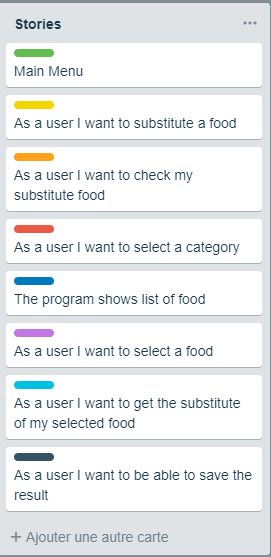 Stories
Main Menu
As a user I want to substitute a food
As a user I want to check my
substitute food
As a user I want to select a category
The program shows list of food
As a user I want to select a food
As a user I want to get the substitute
of my selected food
As a user I want to be able to save the
result
+ Ajouter une autre carte